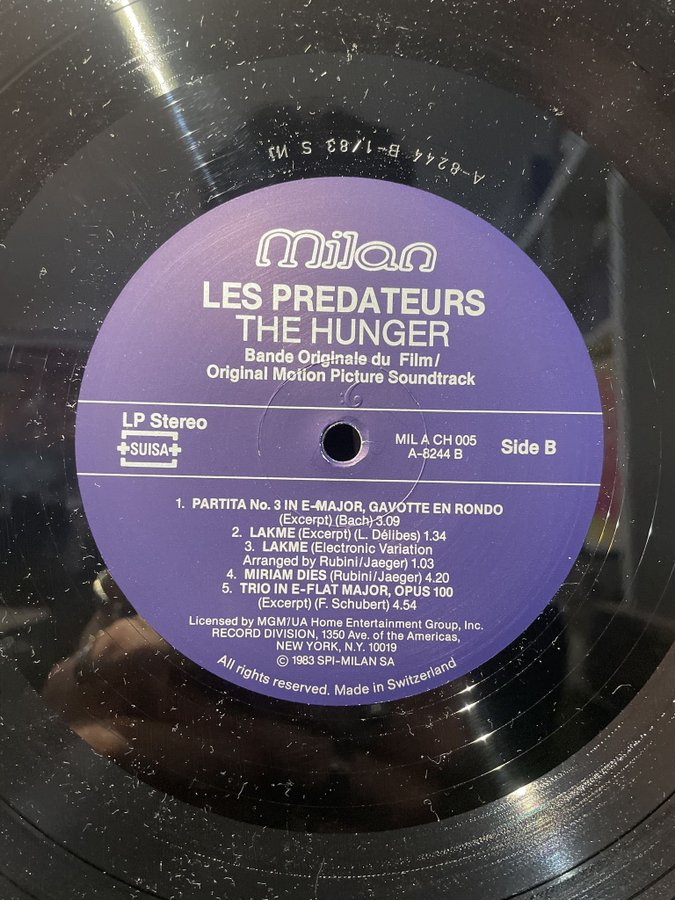 A-8244 B-1/83 S NJ
milan
LES PREDATEURS
THE HUNGER
Bande Originale du Film/
Original Motion Picture Soundtrack
LP Stereo
SUISA
MIL A CH 005
A-8244 B
Side B
1. PARTITA No. 3 IN E-MAJOR, GAVOTTE EN RONDO
(Excerpt) (Bach) 3.09
2. LAKME (Excerpt) (L. Délibes) 1.34
3. LAKME (Electronic Variation
Arranged by Rubini/Jaeger) 1.03
4. MIRIAM DIES (Rubini/Jaeger) 4.20
5. TRIO IN E-FLAT MAJOR, OPUS 100
(Excerpt) (F. Schubert) 4.54
Licensed by MGM/UA Home Entertainment Group, Inc.
RECORD DIVISION, 1350 Ave. of the Americas,
NEW YORK, N.Y. 10019
© 1983 SPI-MILAN SA
All rights reserved. Made in Switzerland